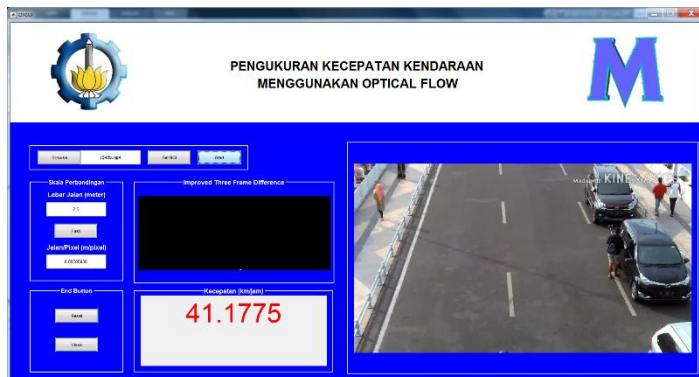 PENGUKURAN KECEPATAN KENDARAAN
MENGGUNAKAN OPTICAL FLOW
M
Skala Perbandingan
Lebar Jalan (meter)
Jalan/Pixel (m/pixel)
Improved Three Frame Difference
End Button
Reset
Kecepatan (km/jam)
41.1775